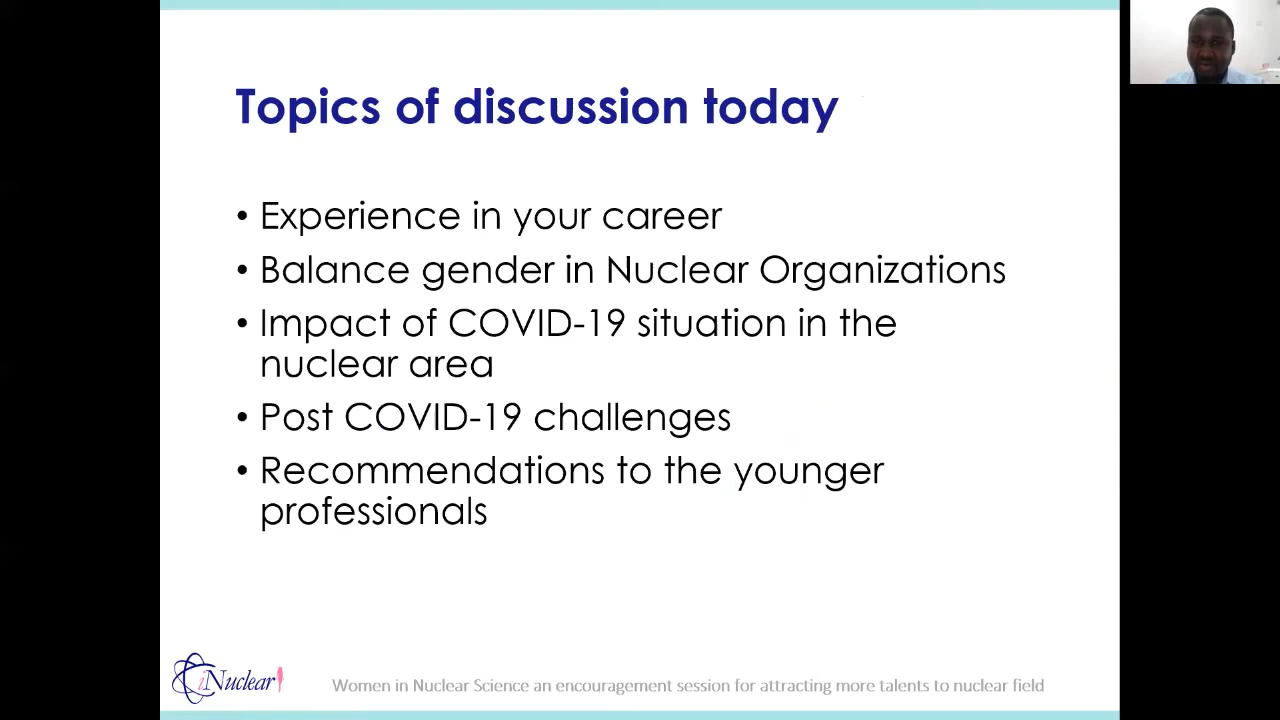 Topics of discussion today
• Experience in your career
• Balance gender in Nuclear Organizations
• Impact of COVID-19 situation in the
nuclear area
• Post COVID-19 challenges
• Recommendations to the younger
professionals
iNuclear
Women in Nuclear Science an encouragement session for attracting more talents to nuclear field